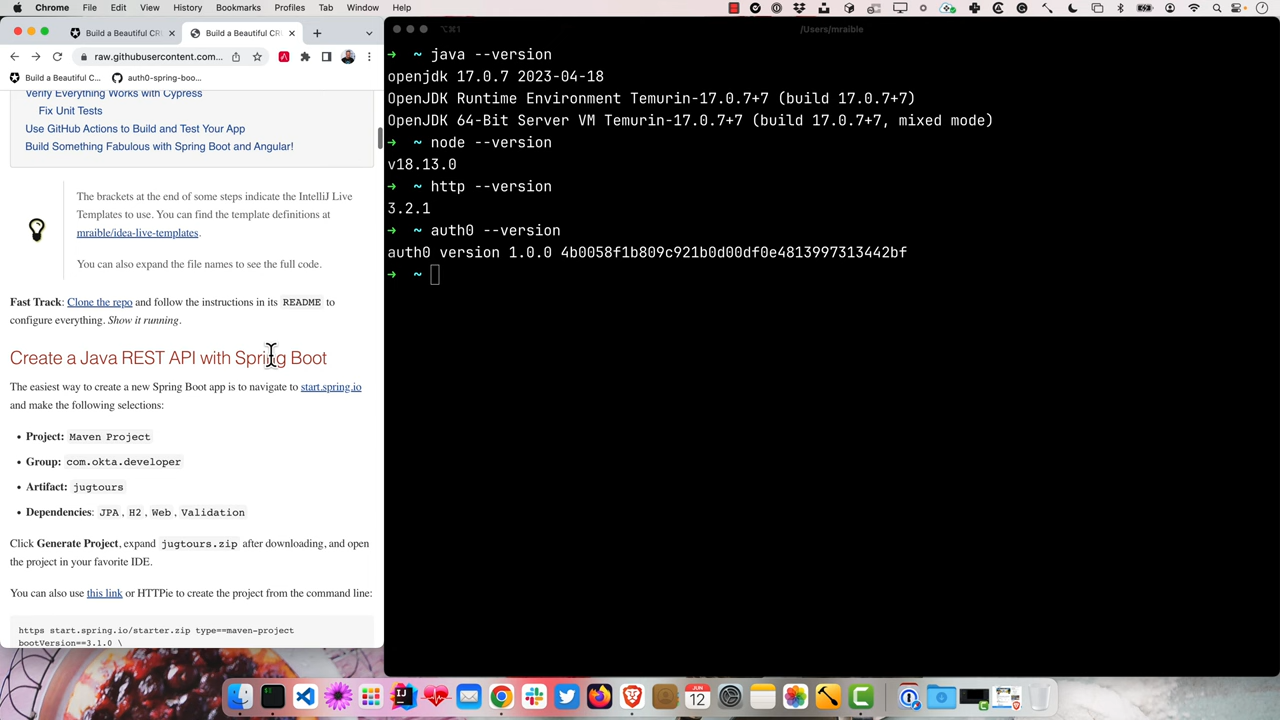 Chrome File Edit View History Bookmarks Profiles Tab Window Help
Build a Beautiful CR
Build a Beautiful CR
raw.githubusercontent.com...
Build a Beautiful C...
auth0-spring-boo...
Verify Everything Works with Cypress
Fix Unit Tests
Use GitHub Actions to Build and Test Your App
Build Something Fabulous with Spring Boot and Angular!
The brackets at the end of some steps indicate the IntelliJ Live
Templates to use. You can find the template definitions at
mraible/idea-live-templates.
You can also expand the file names to see the full code.
Fast Track: Clone the repo and follow the instructions in its README to
configure everything. Show it running.
Create a Java REST API with Spring Boot
The easiest way to create a new Spring Boot app is to navigate to start.spring.io
and make the following selections:
• Project: Maven Project
• Group: com.okta.developer
• Artifact: jugtours
• Dependencies: JPA, H2, Web, Validation
Click Generate Project, expand jugtours.zip after downloading, and open
the project in your favorite IDE.
You can also use this link or HTTPie to create the project from the command line:
https start.spring.io/starter.zip type==maven-project
bootVersion==3.1.0 \
⌥⌘1
/Users/mraible
→ ~ java --version
openjdk 17.0.7 2023-04-18
OpenJDK Runtime Environment Temurin-17.0.7+7 (build 17.0.7+7)
OpenJDK 64-Bit Server VM Temurin-17.0.7+7 (build 17.0.7+7, mixed mode)
→ ~ node --version
v18.13.0
→ ~ http --version
3.2.1
→ ~ auth0 --version
auth0 version 1.0.0 4b0058f1b809c921b0d00df0e4813997313442bf
→ ~
JUN
12